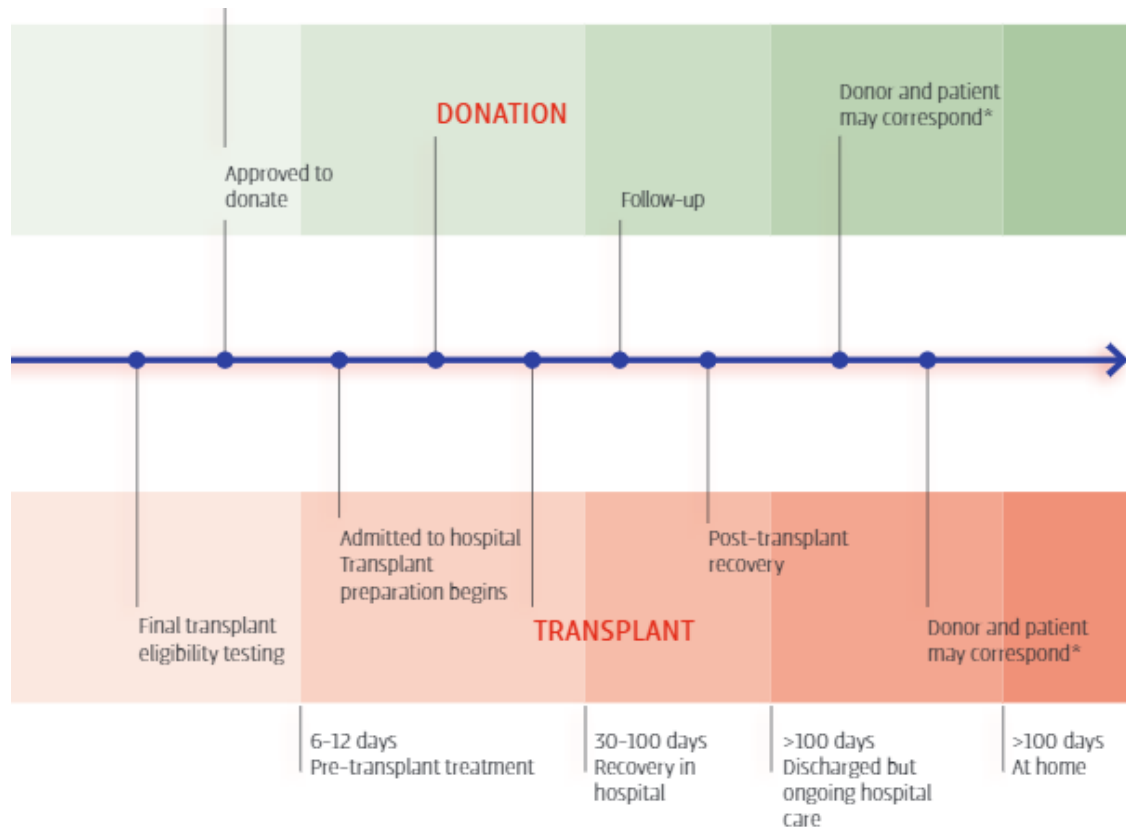 Donor and patient
may correspond*
DONATION
Approved to
donate
Follow-up
Admitted to hospital
Transplant
preparation begins
Post-transplant
recovery
Final transplant
eligibility testing
TRANSPLANT
Donor and patient
may correspond*
6-12 days
Pre-transplant treatment
30-100 days
Recovery in
hospital
>100 days
Discharged but
ongoing hospital
care
>100 days
At home